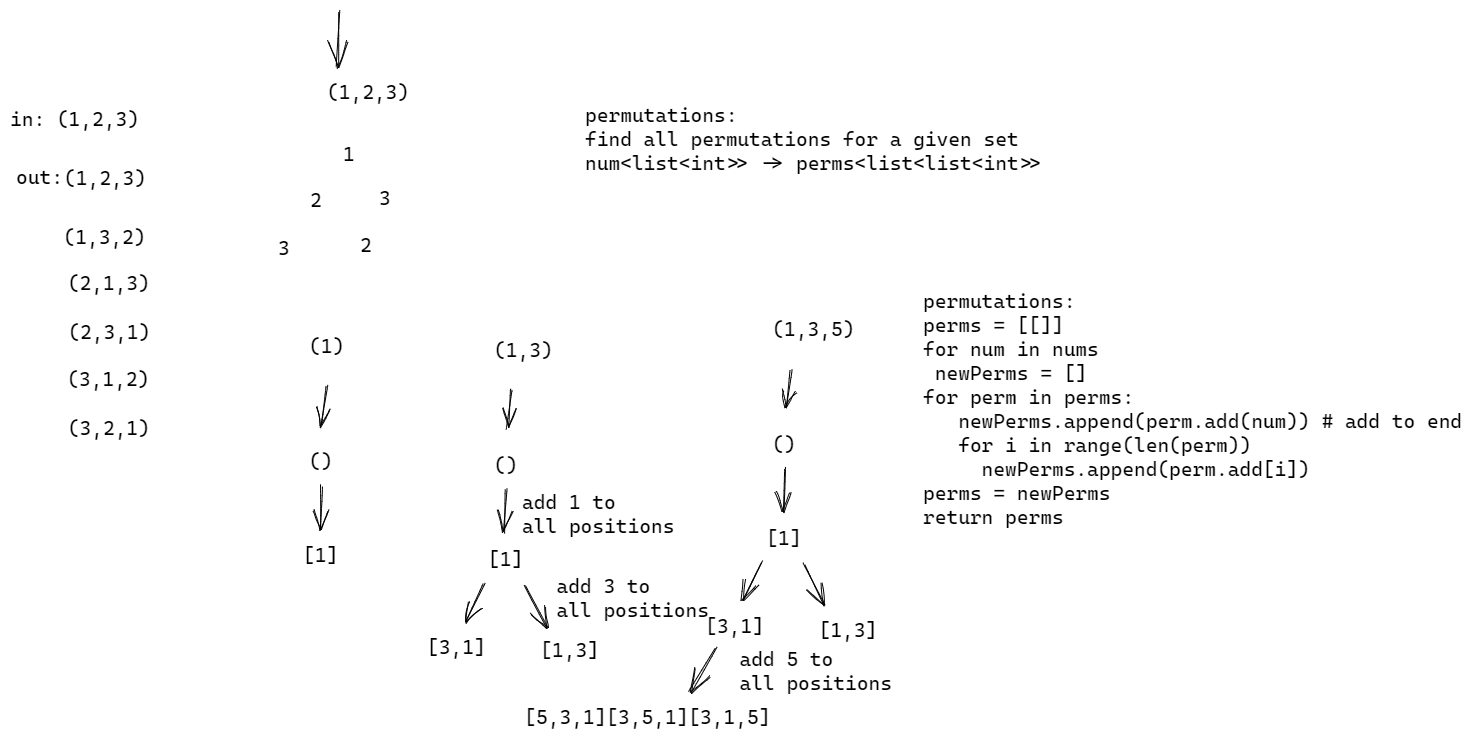 in: (1,2,3)
out:(1,2,3)
(1,3,2)
(2,1,3)
(2,3,1)
(3,1,2)
(3,2,1)
(1,2,3)
1
2 3
3 2
permutations:
find all permutations for a given set
num<list<int>> -> perms<list<list<int>>
(1)
()
[1]
(1,3)
()
add 1 to
all positions
[1]
add 3 to
all positions
[3,1] [1,3]
(1,3,5)
()
[1]
[3,1] [1,3]
add 5 to
all positions
[5,3,1][3,5,1][3,1,5]
permutations:
perms = [[]]
for num in nums
newPerms = []
for perm in perms:
newPerms.append(perm.add(num)) # add to end
for i in range(len(perm))
newPerms.append(perm.add[i])
perms = newPerms
return perms